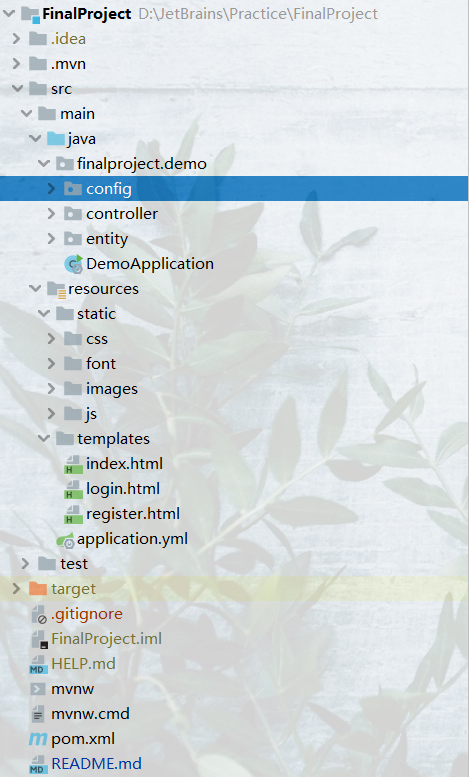 FinalProject D:\JetBrains\Practice\FinalProject
.idea
.mvn
src
main
java
finalproject.demo
config
controller
entity
DemoApplication
resources
static
css
font
images
js
templates
index.html
login.html
register.html
application.yml
test
target
.gitignore
FinalProject.iml
HELP.md
mvnw
mvnw.cmd
pom.xml
README.md